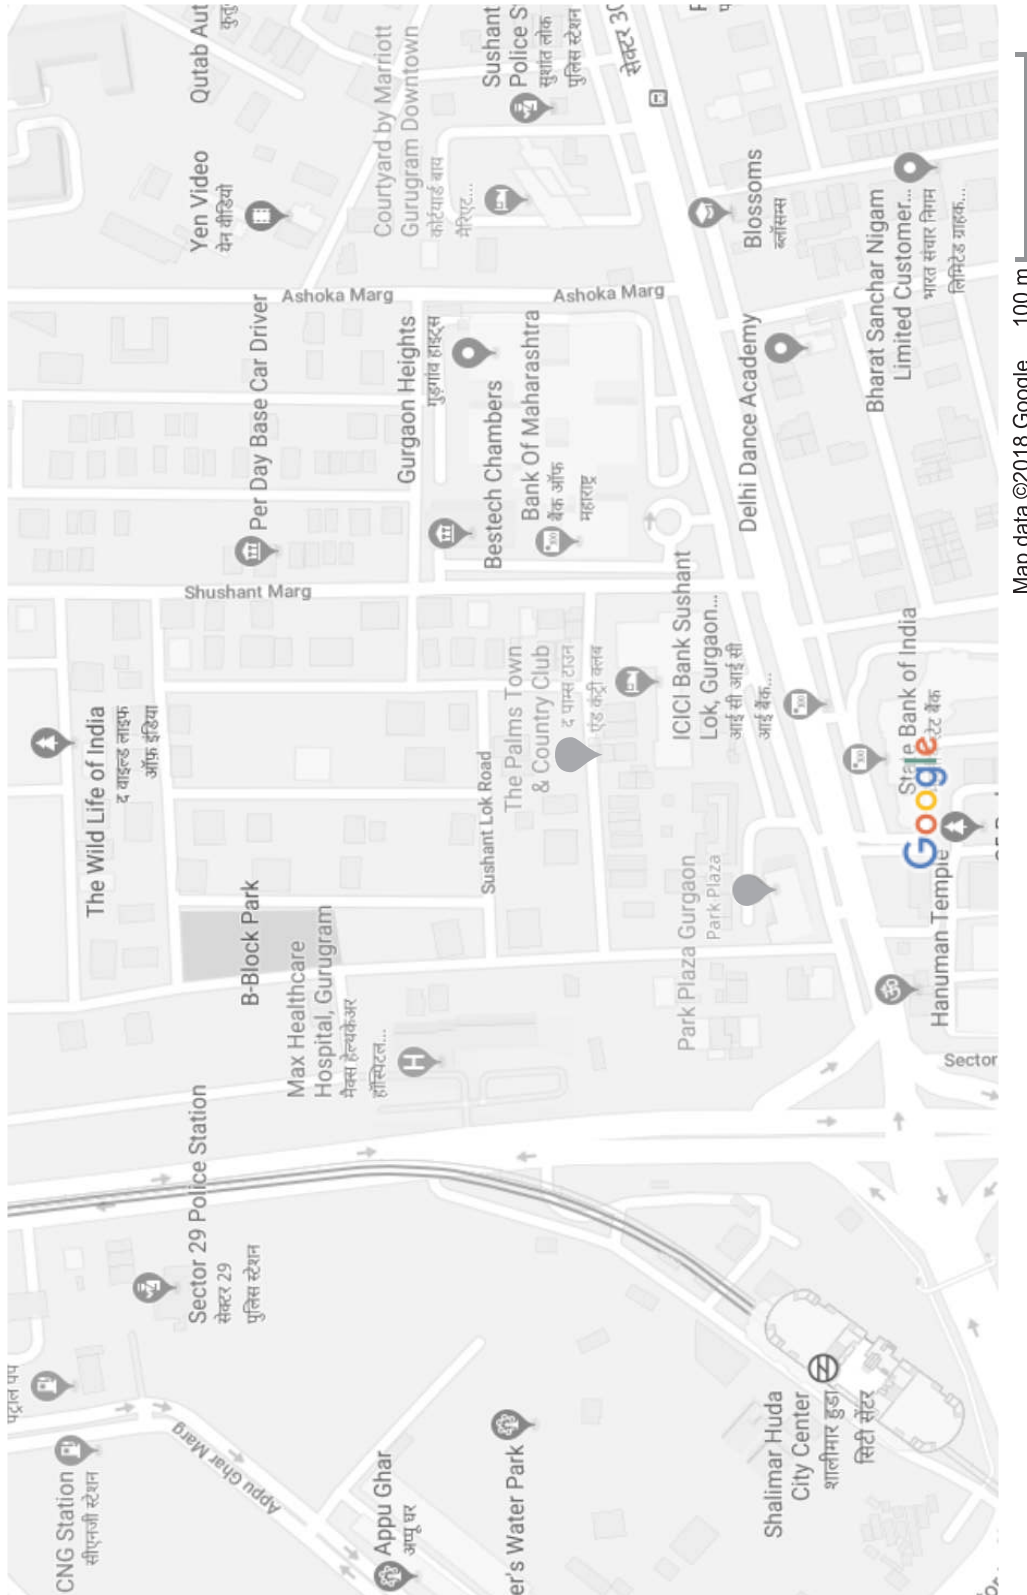 Qutab Aut
Yen Video
येन वीडियो
Courtyard by Marriott
Gurugram Downtown
कोर्टयार्ड बाय
मैरिएट...
Sushant
Police S
सुशांत लोक
पुलिस स्टेशन
सेक्टर 30
Ashoka Marg
Ashoka Marg
Blossoms
ब्लॉसम्स
Bharat Sanchar Nigam
Limited Customer...
भारत संचार निगम
लिमिटेड ग्राहक...
Per Day Base Car Driver
Gurgaon Heights
गुड़गांव हाइट्स
Bestech Chambers
Bank Of Maharashtra
बैंक ऑफ
महाराष्ट्र
Delhi Dance Academy
Shushant Marg
The Wild Life of India
द वाइल्ड लाइफ
ऑफ़ इंडिया
Sushant Lok Road
The Palms Town
& Country Club
द पाम्स टाउन
एंड कंट्री क्लब
ICICI Bank Sushant
Lok, Gurgaon...
आई सी आई सी
आई बैंक...
State Bank of India
स्टेट बैंक
Google
B-Block Park
Max Healthcare
Hospital, Gurugram
मैक्स हेल्थकेअर
हॉस्पिटल...
Park Plaza Gurgaon
Park Plaza
Hanuman Temple
Sector
Sector 29 Police Station
सेक्टर 29
पुलिस स्टेशन
CNG Station
सीएनजी स्टेशन
Appu Ghar Marg
Appu Ghar
अप्पू घर
er's Water Park
Shalimar Huda
City Center
शालीमार हुडा
सिटी सेंटर
Map data ©2018 Google
100 m